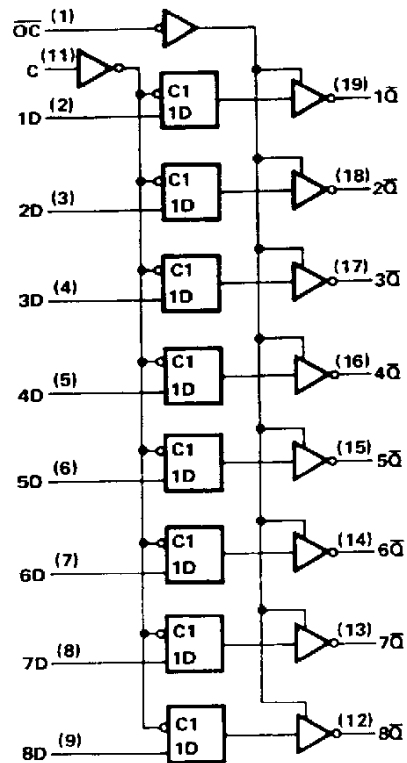 O̅C̅ (1)
C (11)
C1 (19) 1Q̅
1D (2) 1D
C1 (18) 2Q̅
2D (3) 1D
C1 (17) 3Q̅
3D (4) 1D
C1 (16) 4Q̅
4D (5) 1D
C1 (15) 5Q̅
5D (6) 1D
C1 (14) 6Q̅
6D (7) 1D
C1 (13) 7Q̅
7D (8) 1D
C1 (12) 8Q̅
8D (9) 1D